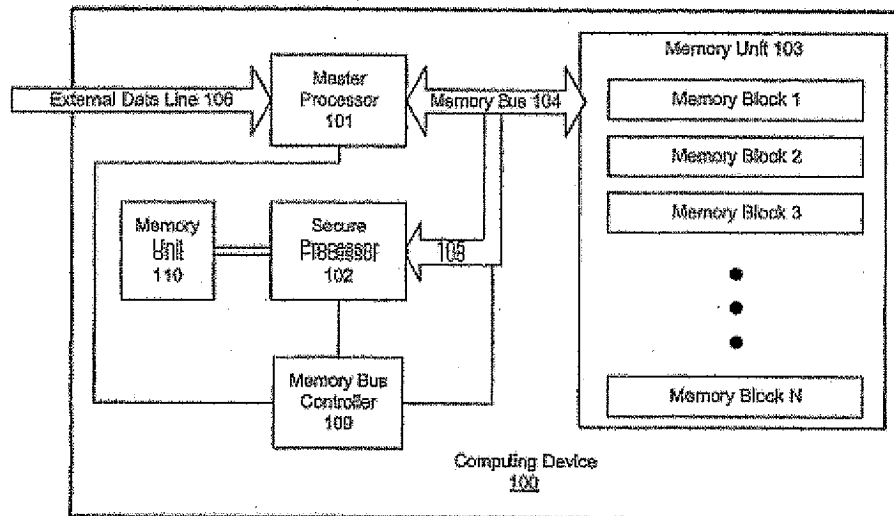 Memory Unit 103
Master
Processor
101
External Data Line 106
Memory Bus 104
Memory Block 1
Memory Block 2
Memory Block 3
Memory
Unit
110
Secure
Processor
102
105
Memory Bus
Controller
109
Memory Block N
Computing Device
100